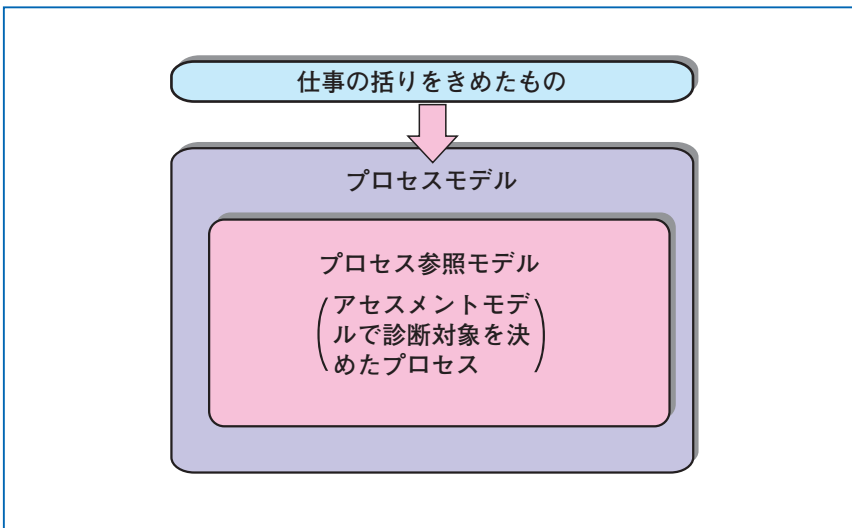 仕事の括りをきめたもの
プロセスモデル
プロセス参照モデル
(アセスメントモデ
ルで診断対象を決
めたプロセス)